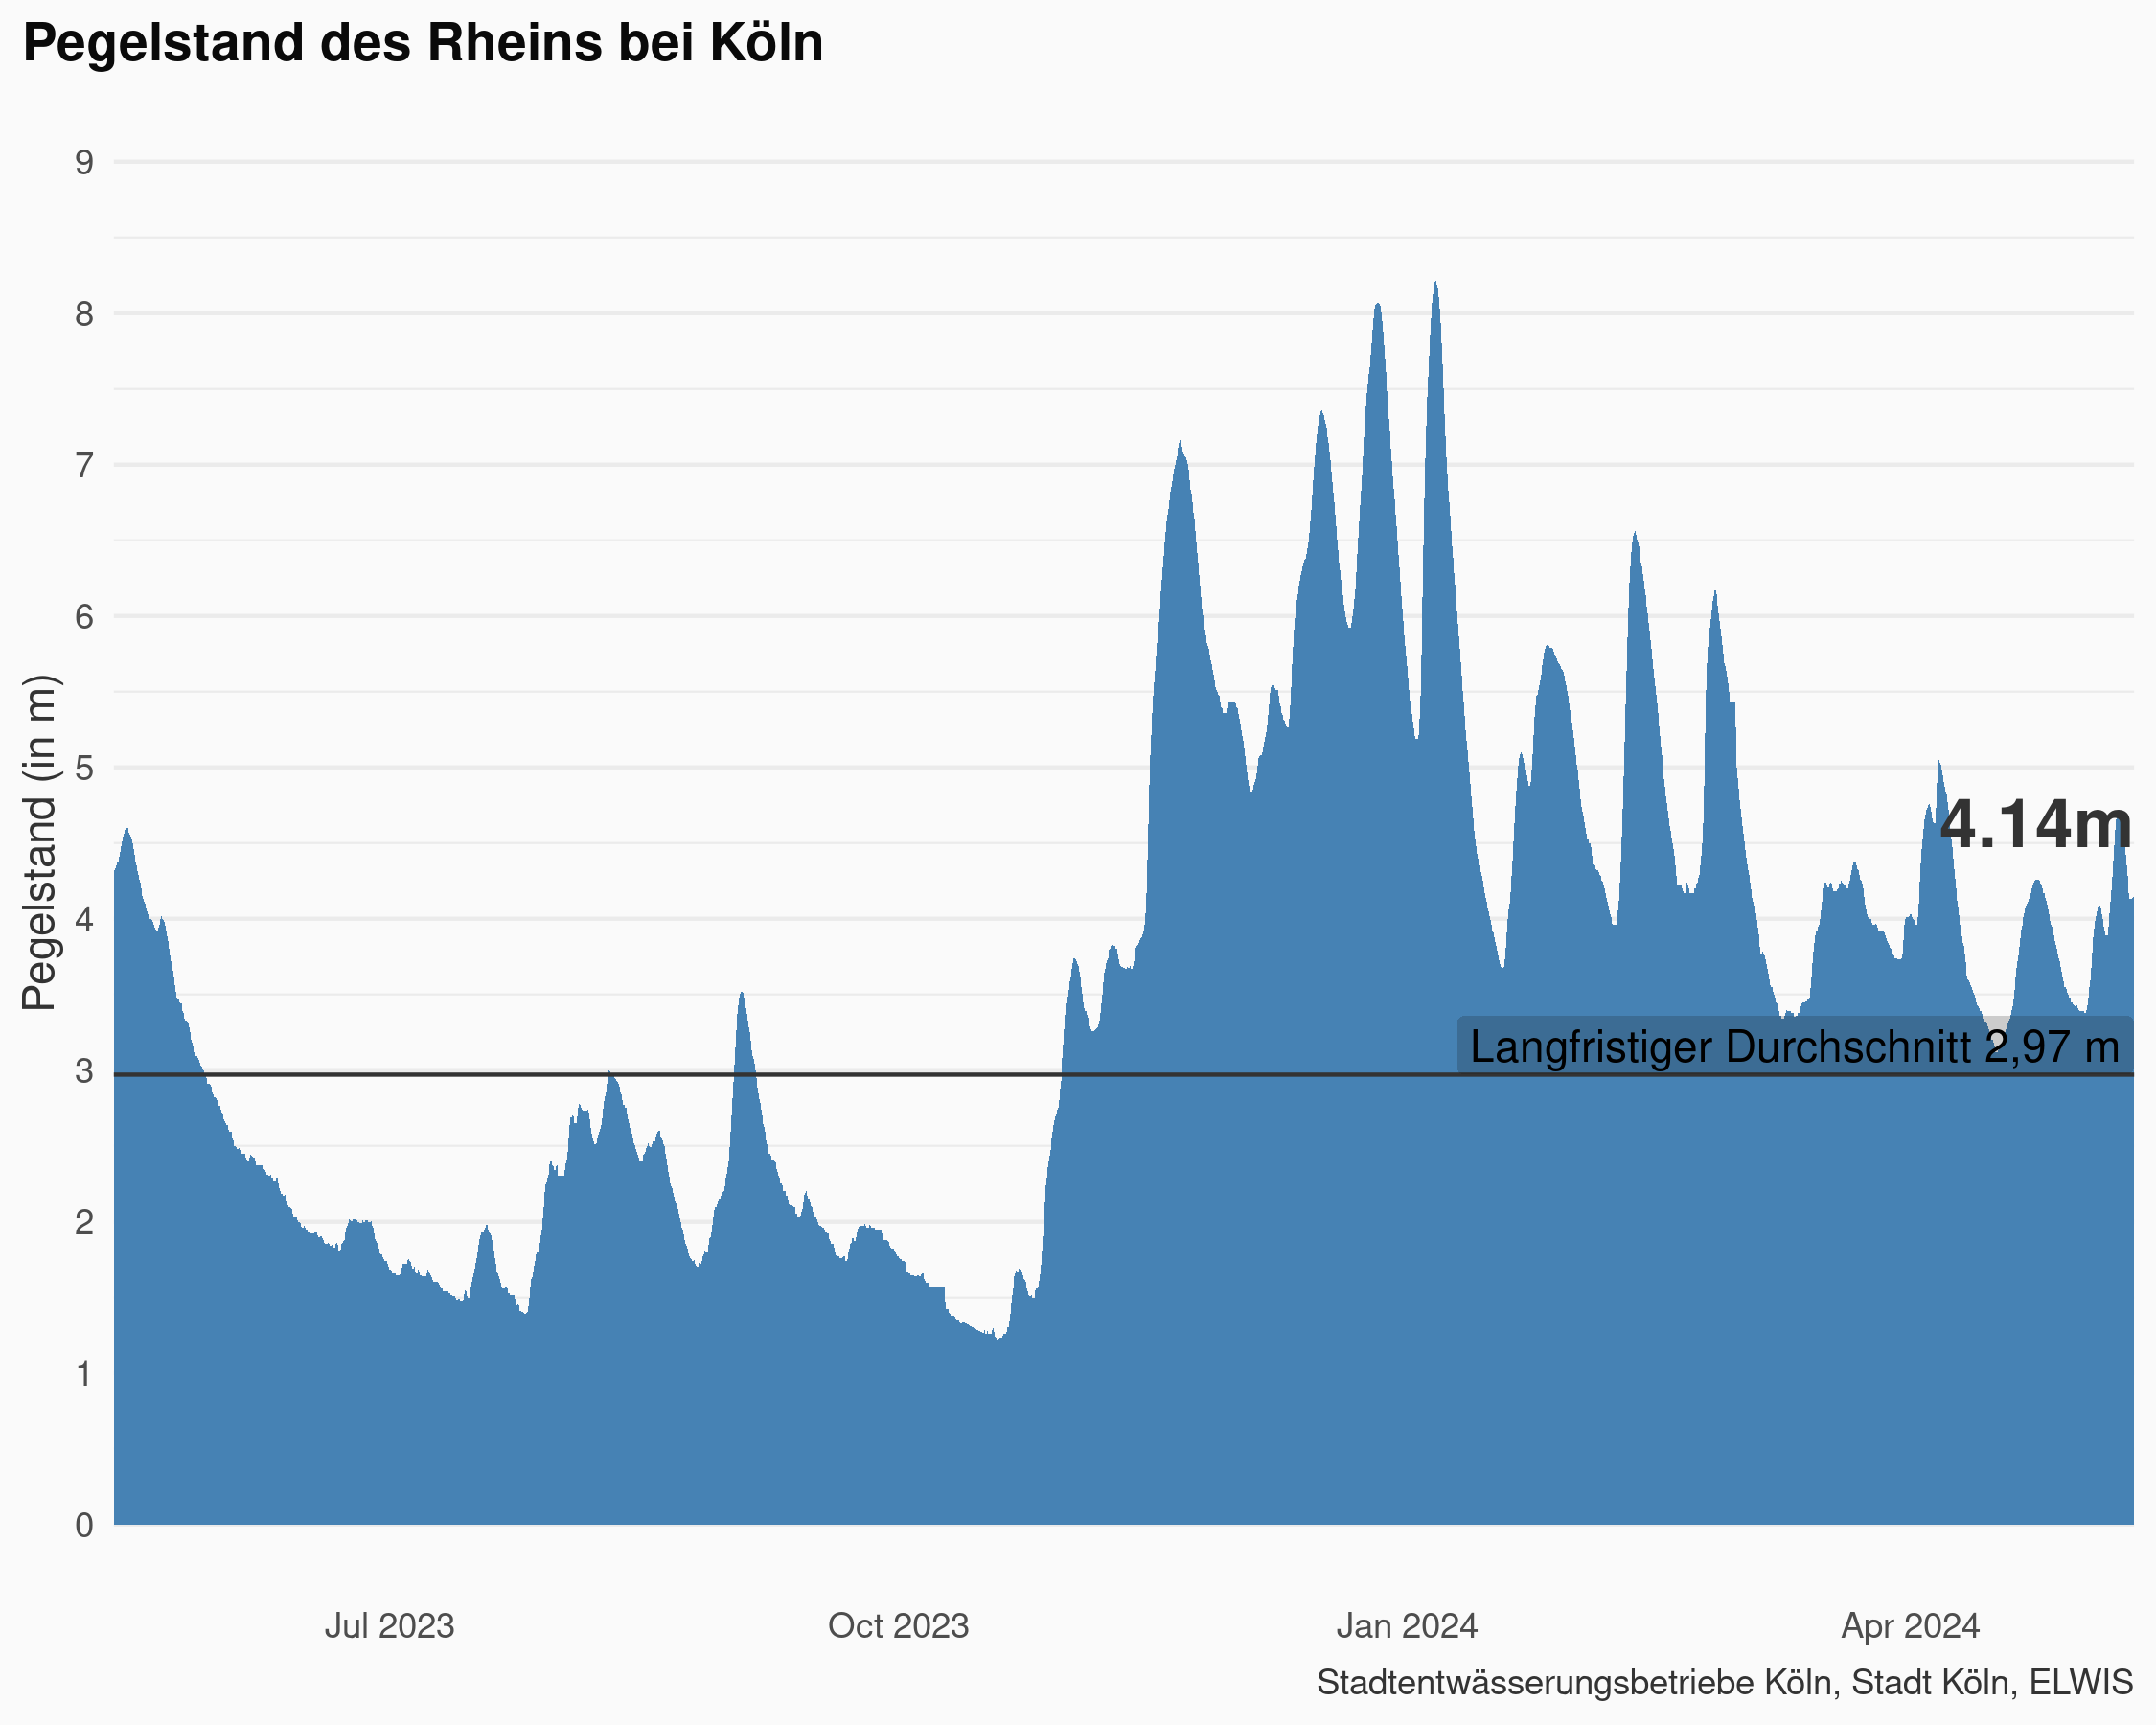 Pegelstand des Rheins bei Köln
Pegelstand (in m)
9
8
7
6
5
4
3
2
1
0
4.14m
Langfristiger Durchschnitt 2,97 m
Jul 2023
Oct 2023
Jan 2024
Apr 2024
Stadtentwässerungsbetriebe Köln, Stadt Köln, ELWIS